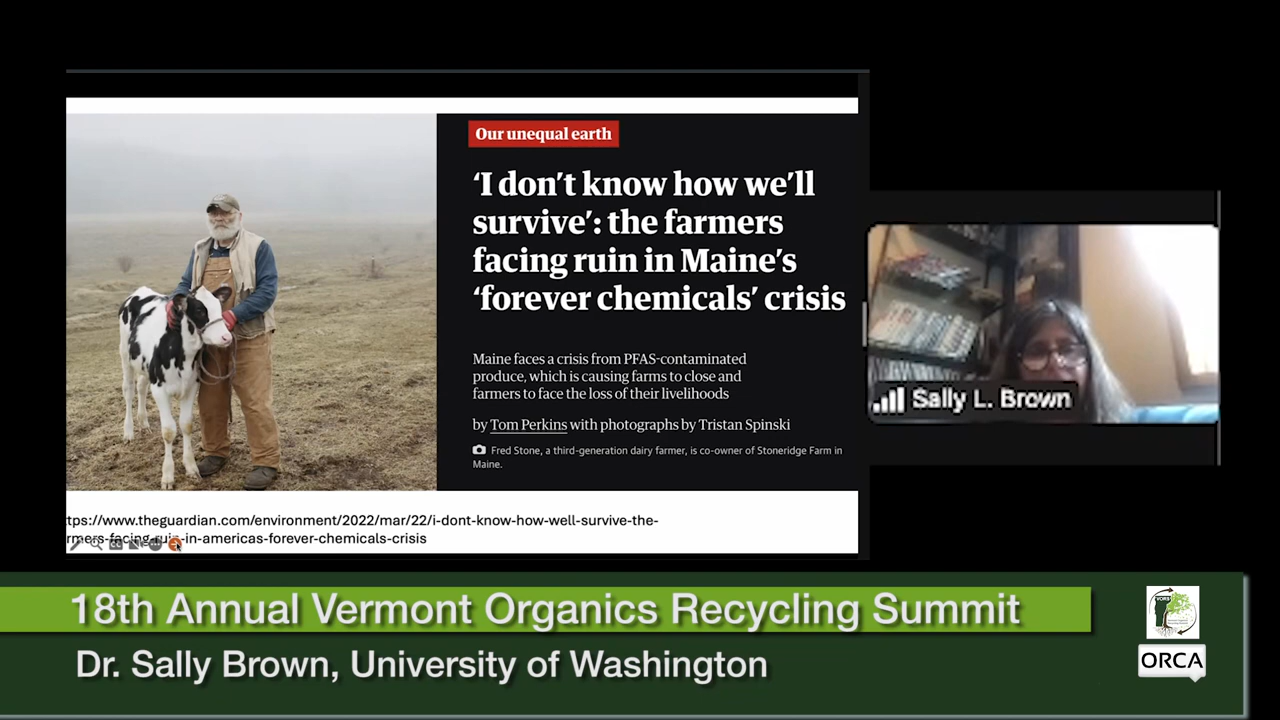 Our unequal earth
‘I don’t know how we’ll
survive’: the farmers
facing ruin in Maine’s
‘forever chemicals’ crisis
Maine faces a crisis from PFAS-contaminated
produce, which is causing farms to close and
farmers to face the loss of their livelihoods
by Tom Perkins with photographs by Tristan Spinski
Fred Stone, a third-generation dairy farmer, is co-owner of Stoneridge Farm in
Maine.
tps://www.theguardian.com/environment/2022/mar/22/i-dont-know-how-well-survive-the-
rmers-facing-ruin-in-americas-forever-chemicals-crisis
Sally L. Brown
18th Annual Vermont Organics Recycling Summit
Dr. Sally Brown, University of Washington
VORS
ORCA